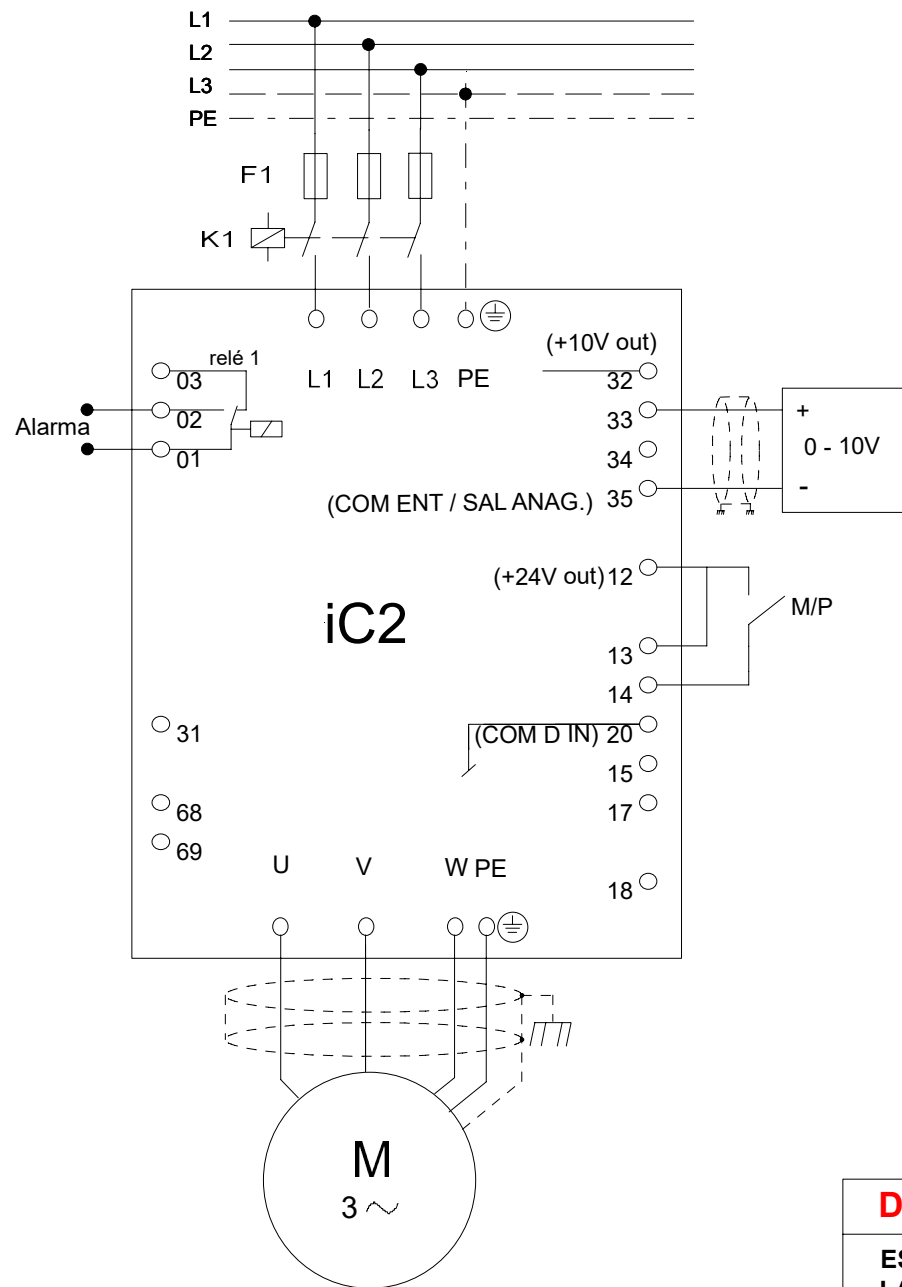 L1
L2
L3
PE
F1
K1
03 relé 1
02
01
Alarma
L1 L2 L3 PE
(+10V out)
32
33
34
(COM ENT / SAL ANAG.) 35
+
0 - 10V
-
(+24V out) 12
M/P
13
14
iC2
(COM D IN) 20
15
17
18
31
68
69
U V W PE
M
3 ~
D
ES